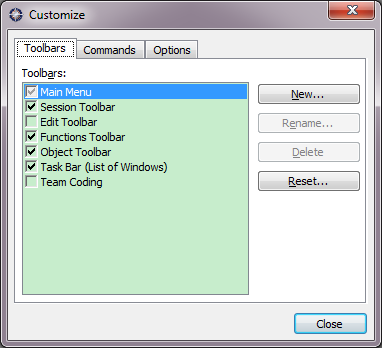 Customize
Toolbars Commands Options
Toolbars:
Main Menu
Session Toolbar
Edit Toolbar
Functions Toolbar
Object Toolbar
Task Bar (List of Windows)
Team Coding
New...
Rename...
Delete
Reset...
Close